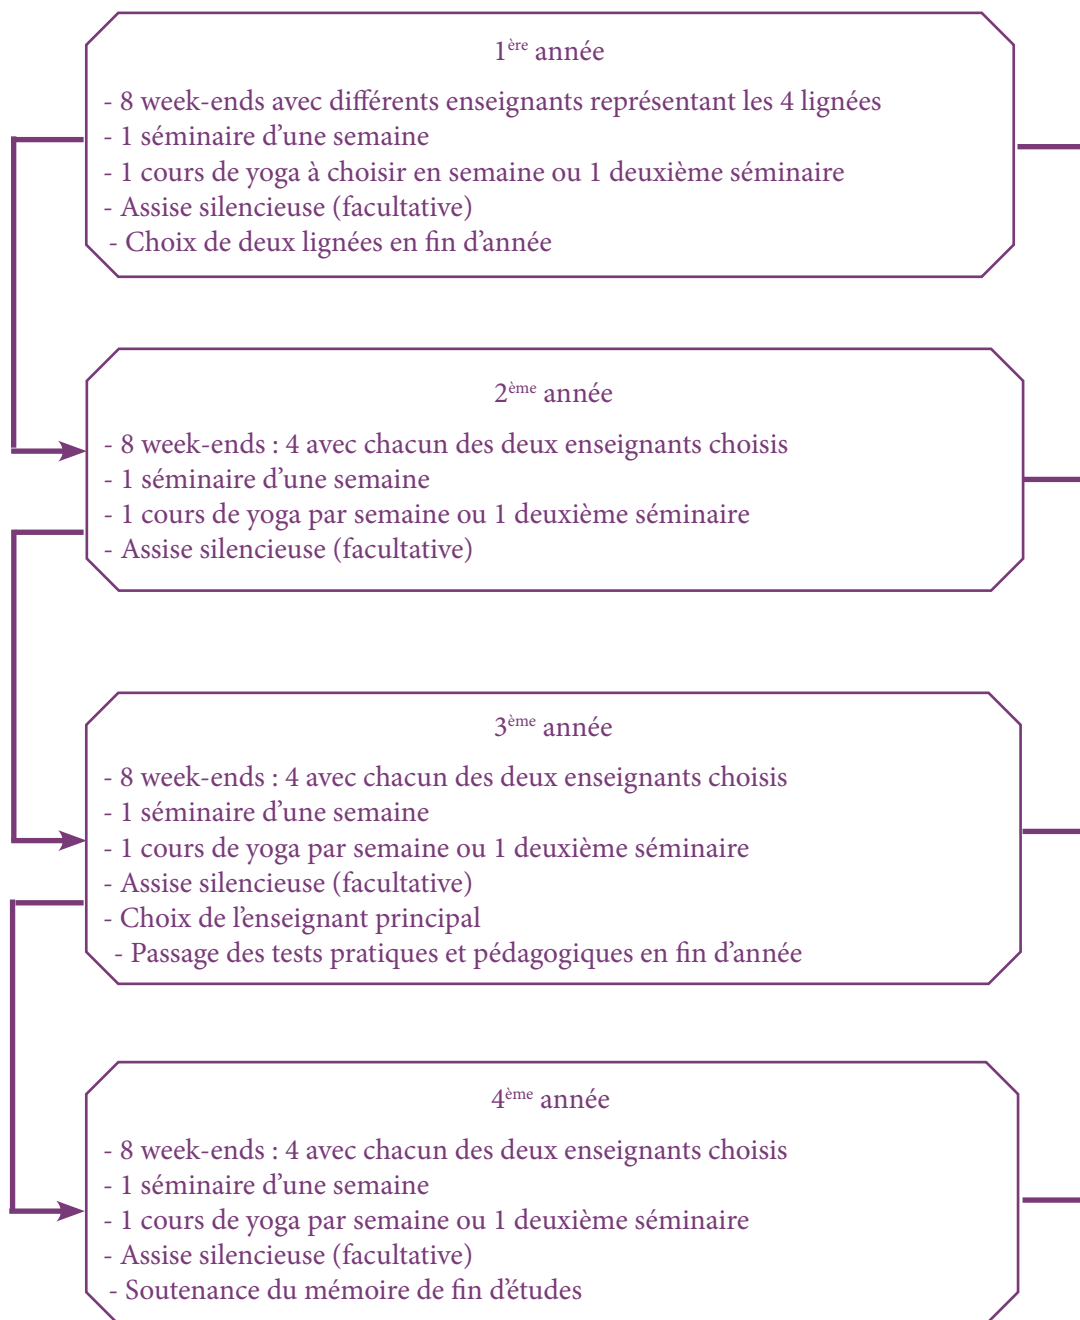 1ère année
- 8 week-ends avec différents enseignants représentant les 4 lignées
- 1 séminaire d’une semaine
- 1 cours de yoga à choisir en semaine ou 1 deuxième séminaire
- Assise silencieuse (facultative)
- Choix de deux lignées en fin d’année
2ème année
- 8 week-ends : 4 avec chacun des deux enseignants choisis
- 1 séminaire d’une semaine
- 1 cours de yoga par semaine ou 1 deuxième séminaire
- Assise silencieuse (facultative)
3ème année
- 8 week-ends : 4 avec chacun des deux enseignants choisis
- 1 séminaire d’une semaine
- 1 cours de yoga par semaine ou 1 deuxième séminaire
- Assise silencieuse (facultative)
- Choix de l’enseignant principal
- Passage des tests pratiques et pédagogiques en fin d’année
4ème année
- 8 week-ends : 4 avec chacun des deux enseignants choisis
- 1 séminaire d’une semaine
- 1 cours de yoga par semaine ou 1 deuxième séminaire
- Assise silencieuse (facultative)
- Soutenance du mémoire de fin d’études